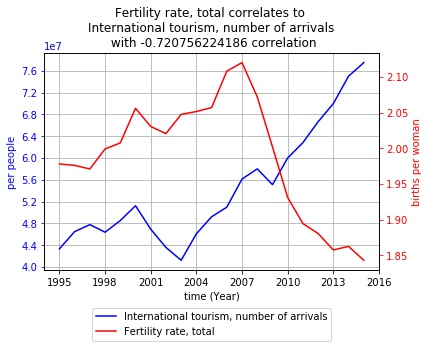 Fertility rate, total correlates to
International tourism, number of arrivals
with -0.720756224186 correlation
1e7
7.6
7.2
6.8
6.4
6.0
5.6
5.2
4.8
4.4
4.0
per people
2.10
2.05
2.00
1.95
1.90
1.85
births per woman
1995 1998 2001 2004 2007 2010 2013 2016
time (Year)
International tourism, number of arrivals
Fertility rate, total